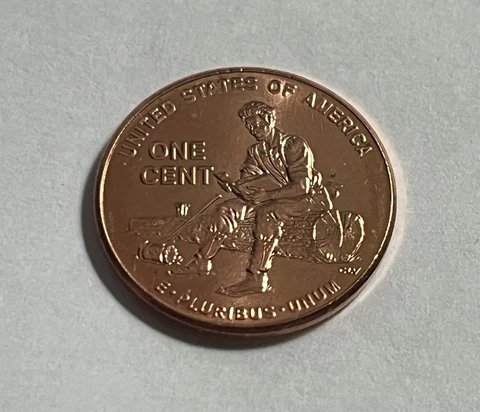 UNITED STATES OF AMERICA
ONE
CENT
E·PLURIBUS·UNUM